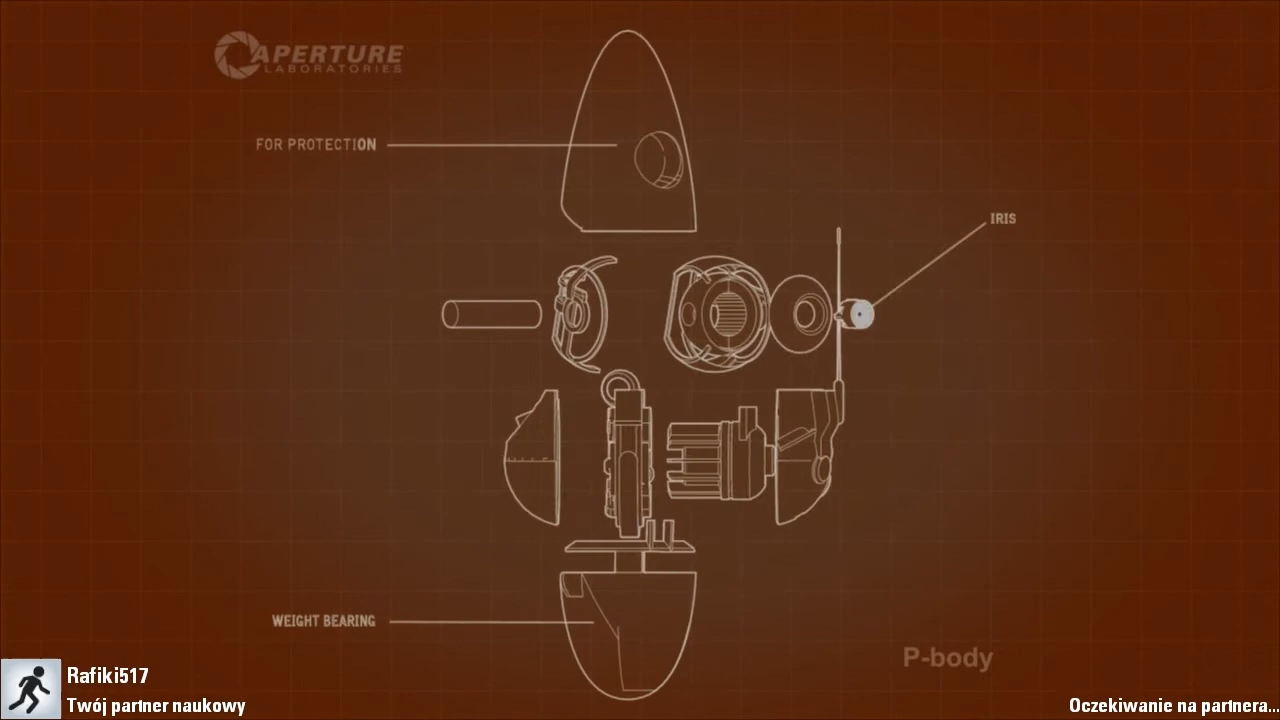 APERTURE
LABORATORIES
FOR PROTECTION
IRIS
WEIGHT BEARING
P-body
Rafiki517
Twój partner naukowy
Oczekiwanie na partnera...